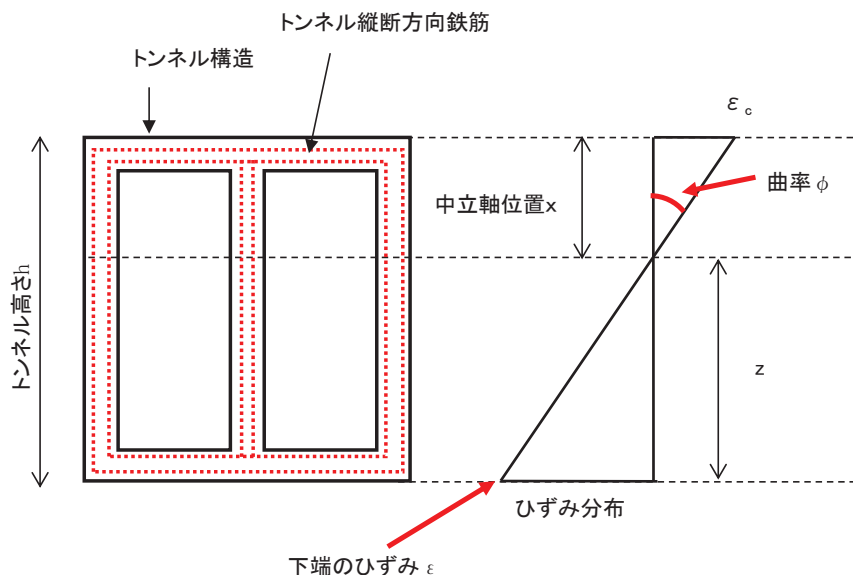 トンネル縦断方向鉄筋
トンネル構造
ε c
曲率φ
中立軸位置x
トンネル高さh
z
ひずみ分布
下端のひずみ ε